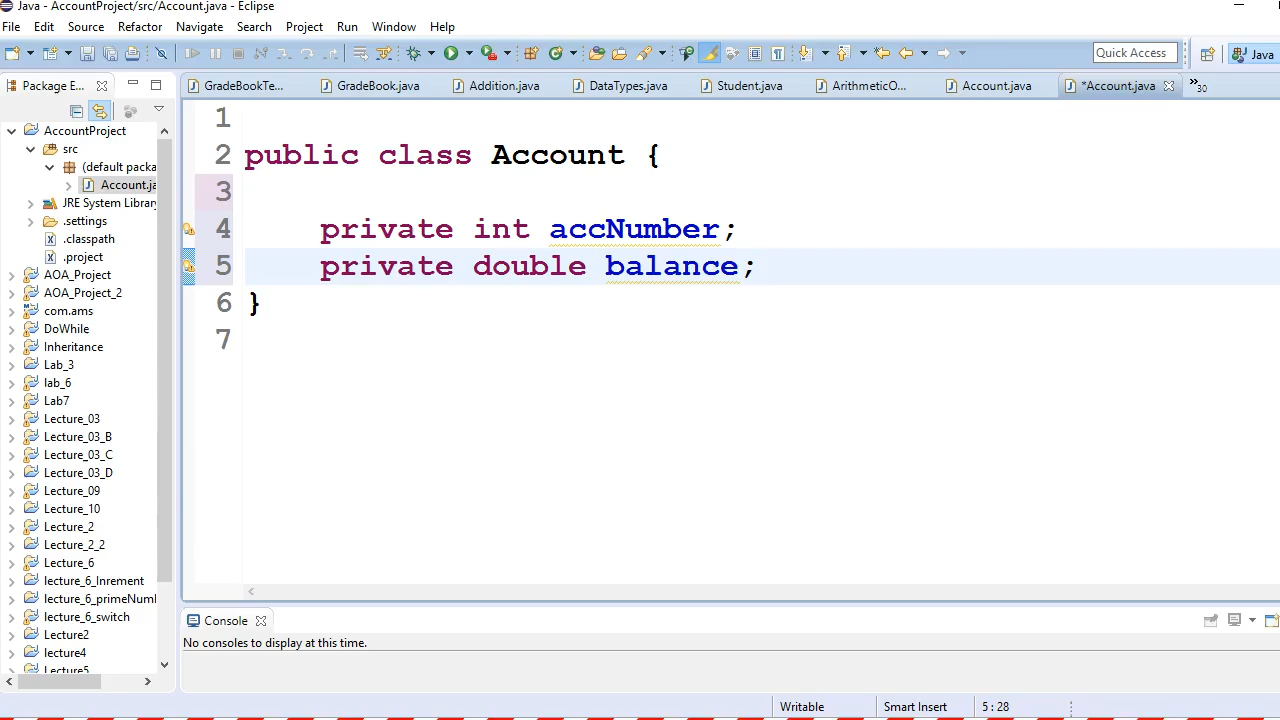 Java - AccountProject/src/Account.java - Eclipse
File Edit Source Refactor Navigate Search Project Run Window Help
Quick Access
Java
Package E...
GradeBookTe...
GradeBook.java
Addition.java
DataTypes.java
Student.java
ArithmeticO...
Account.java
*Account.java
30
AccountProject
src
(default packa
Account.ja
JRE System Library
.settings
.classpath
.project
AOA_Project
AOA_Project_2
com.ams
DoWhile
Inheritance
Lab_3
lab_6
Lab7
Lecture_03
Lecture_03_B
Lecture_03_C
Lecture_03_D
Lecture_09
Lecture_10
Lecture_2
Lecture_2_2
Lecture_6
lecture_6_Inrement
lecture_6_primeNuml
lecture_6_switch
Lecture2
lecture4
Lecture5
1
2 public class Account {
3
4 private int accNumber;
5 private double balance;
6 }
7
Console
No consoles to display at this time.
Writable Smart Insert 5 : 28